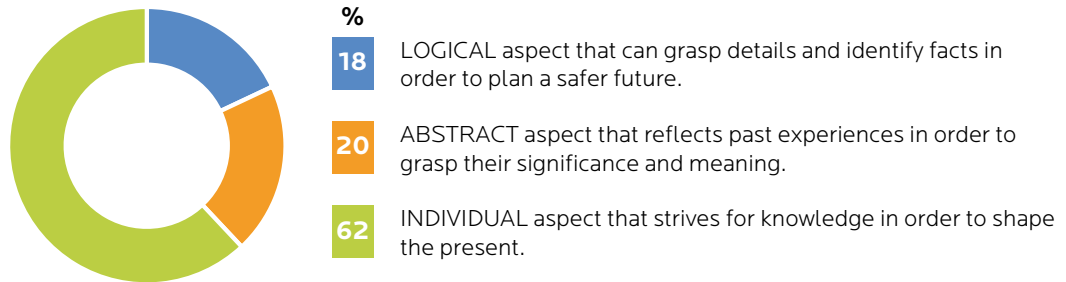 %
18
LOGICAL aspect that can grasp details and identify facts in
order to plan a safer future.
20
ABSTRACT aspect that reflects past experiences in order to
grasp their significance and meaning.
62
INDIVIDUAL aspect that strives for knowledge in order to shape
the present.